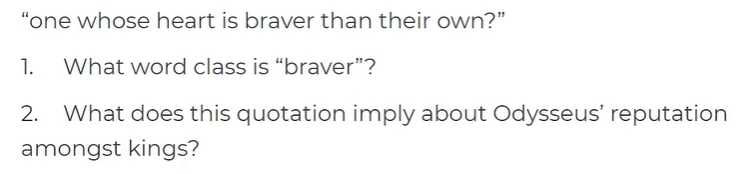 “one whose heart is braver than their own?”
1. What word class is “braver”?
2. What does this quotation imply about Odysseus’ reputation
amongst kings?